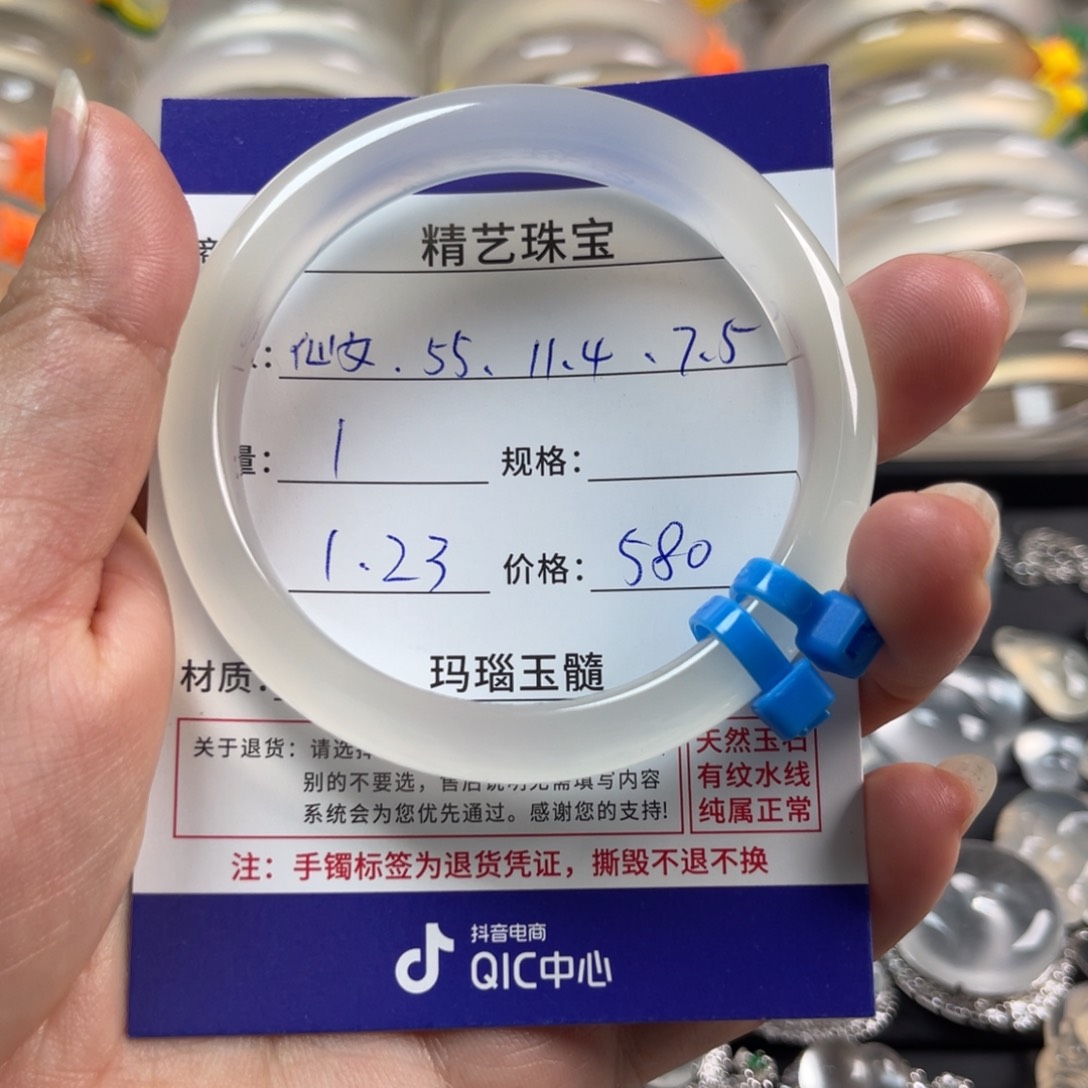 精艺珠宝
仙女.55、11.4、7.5
量: 1 规格:
1.23 价格: 580
材质: 玛瑙玉髓
关于退货: 请选
别的不要选，售后说明无需填写内容
系统会为您优先通过。感谢您的支持!
天然玉石
有纹水线
纯属正常
注: 手镯标签为退货凭证，撕毁不退不换
抖音电商
QIC中心